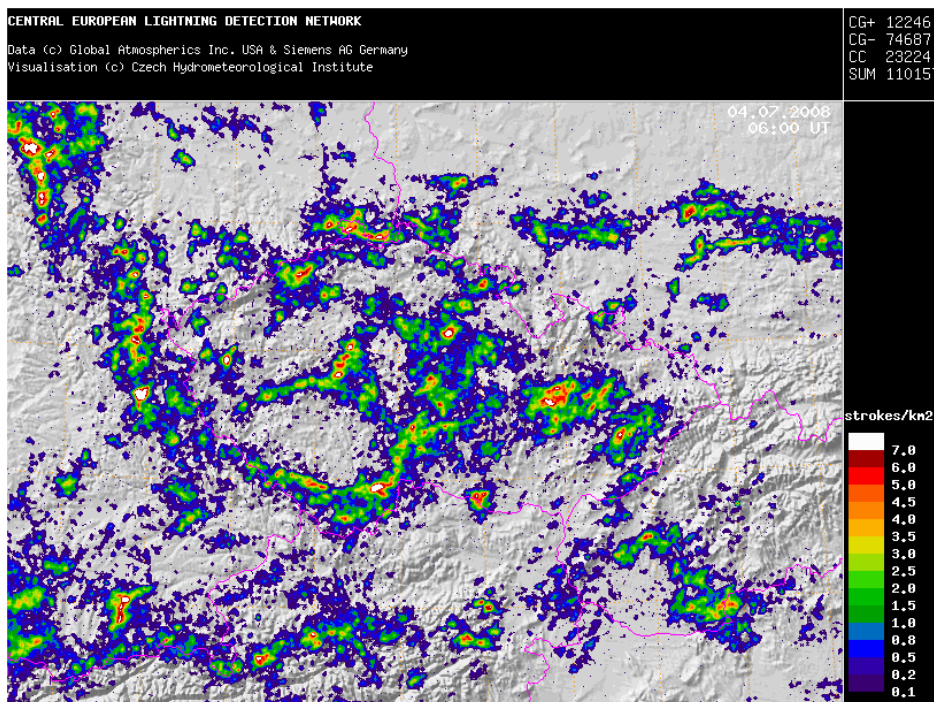 CENTRAL EUROPEAN LIGHTNING DETECTION NETWORK
Data (c) Global Atmospherics Inc. USA & Siemens AG Germany
Visualisation (c) Czech Hydrometeorological Institute
CG+ 12246
CG- 74687
CC 23224
SUM 110157
04.07.2008
06:00 UT
strokes/km2
7.0
6.0
5.0
4.5
4.0
3.5
3.0
2.5
2.0
1.5
1.0
0.8
0.5
0.2
0.1